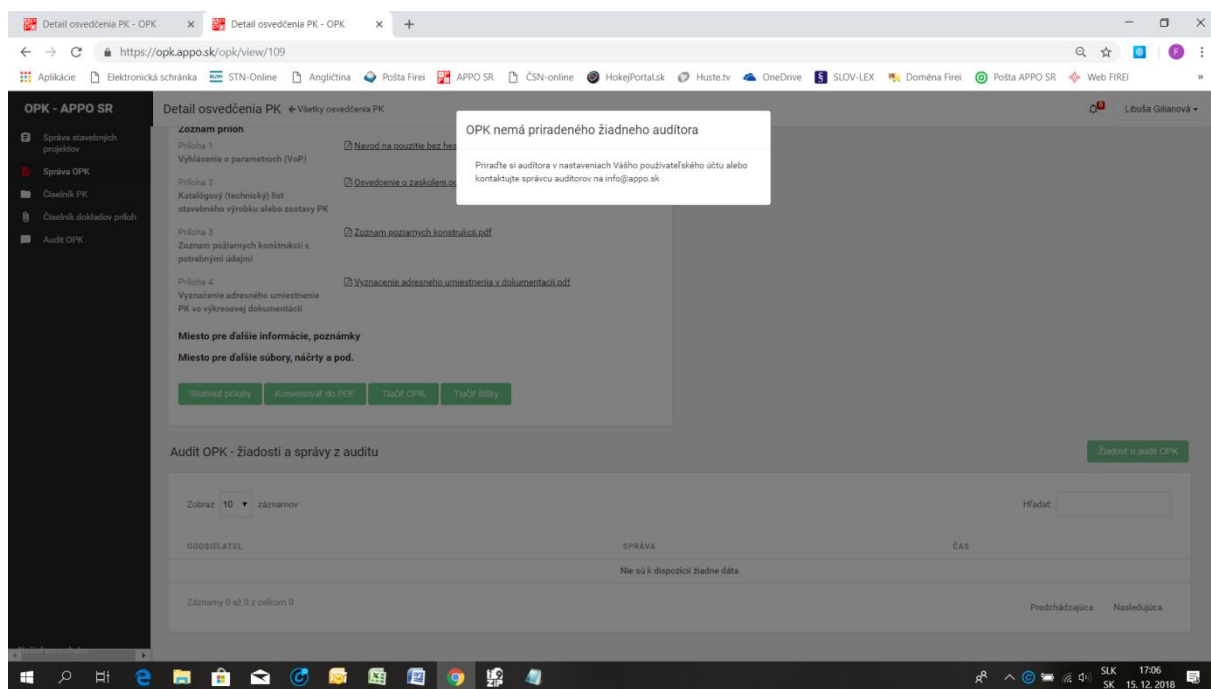 Detail osvedčenia PK - OPK
Detail osvedčenia PK - OPK
https://opk.appo.sk/opk/view/109
F
Aplikácie Elektronická schránka STN-Online Angličtina Pošta Firei APPO SR ČSN-online HokejPortal.sk Huste.tv OneDrive SLOV-LEX Doména Firei Pošta APPO SR Web FIREI »
OPK - APPO SR
Detail osvedčenia PK ← Všetky osvedčenia PK
Libuša Gilianová
Správa stavebných projektov
Správa OPK
Číselník PK
Číselník dokladov príloh
Audit OPK
OPK nemá priradeného žiadneho audítora
Priraďte si audítora v nastaveniach Vášho používateľského účtu alebo
kontaktujte správcu audítorov na info@appo.sk
Zoznam príloh
Príloha 1
Navod na pouzitie bez
Vyhlásenie o parametroch (VoP)
Príloha 2
Osvedcenie o zaskoleni
Katalógový (technický) list
stavebného výrobku alebo zostavy PK
Príloha 3
Zoznam poziarnych konstrukcii.pdf
Zoznam požiarnych konštrukcií s
potrebnými údajmi
Príloha 4
Vyznacenie adresneho umiestnenia v dokumentacii.pdf
Vyznačenie adresného umiestnenie
PK vo výkresovej dokumentácii
Miesto pre ďalšie informácie, poznámky
Miesto pre ďalšie súbory, náčrty a pod.
Stiahnuť prílohy Konvertovať do PDF Tlačiť OPK Tlačiť štítky
Audit OPK - žiadosti a správy z auditu
Žiadosť o audit OPK
Zobraz 10 záznamov
Hľadať:
ODOSIELATEĽ SPRÁVA ČAS
Nie sú k dispozícii žiadne dáta
Záznamy 0 až 0 z celkom 0
Predchádzajúca Nasledujúca
SLK 17:06
SK 15. 12. 2018